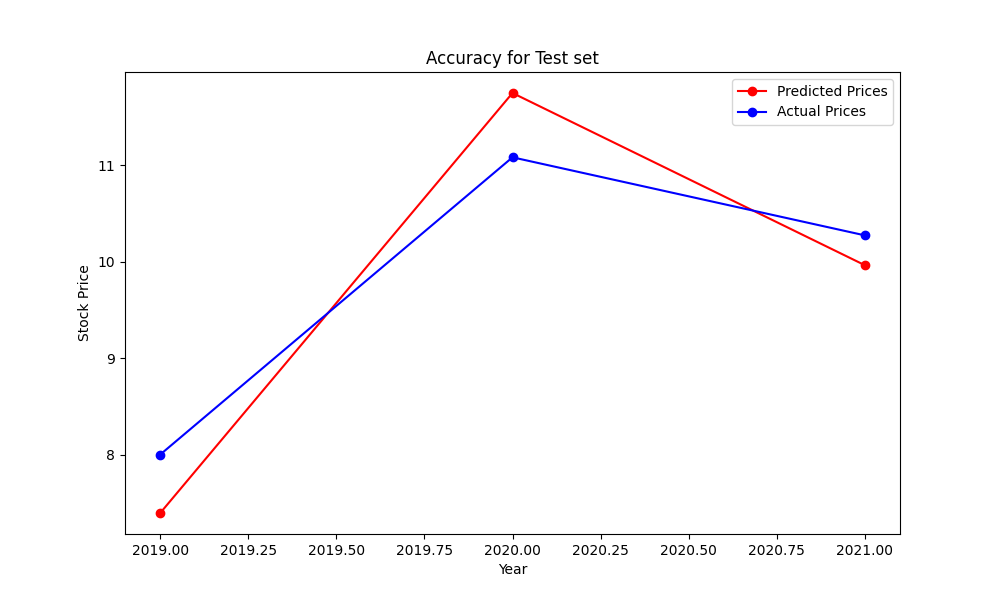 Accuracy for Test set
Predicted Prices
Actual Prices
Stock Price
11
10
9
8
2019.00 2019.25 2019.50 2019.75 2020.00 2020.25 2020.50 2020.75 2021.00
Year